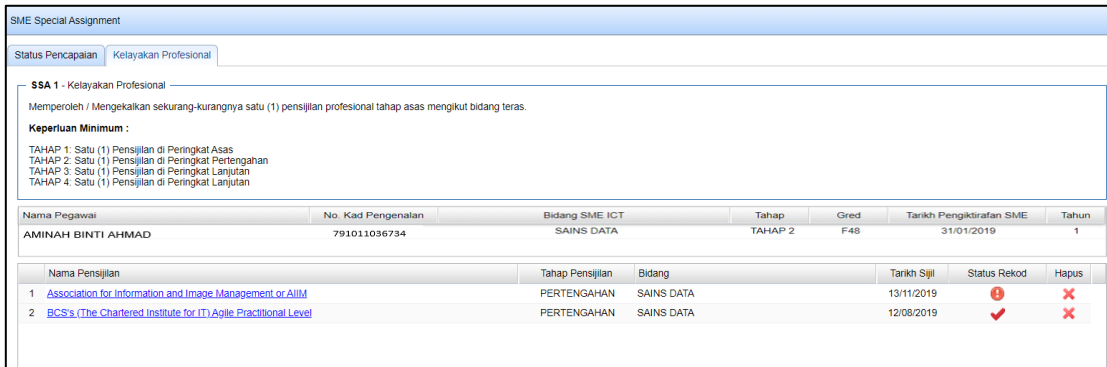 SME Special Assignment
Status Pencapaian Kelayakan Profesional
SSA 1 - Kelayakan Profesional
Memperoleh / Mengekalkan sekurang-kurangnya satu (1) pensijilan profesional tahap asas mengikut bidang teras.
Keperluan Minimum :
TAHAP 1: Satu (1) Pensijilan di Peringkat Asas
TAHAP 2: Satu (1) Pensijilan di Peringkat Pertengahan
TAHAP 3: Satu (1) Pensijilan di Peringkat Lanjutan
TAHAP 4: Satu (1) Pensijilan di Peringkat Lanjutan
Nama Pegawai No. Kad Pengenalan Bidang SME ICT Tahap Gred Tarikh Pengiktirafan SME Tahun
AMINAH BINTI AHMAD 791011036734 SAINS DATA TAHAP 2 F48 31/01/2019 1
Nama Pensijilan Tahap Pensijilan Bidang Tarikh Sijil Status Rekod Hapus
1 Association for Information and Image Management or AIIM PERTENGAHAN SAINS DATA 13/11/2019
2 BCS's (The Chartered Institute for IT) Agile Practitional Level PERTENGAHAN SAINS DATA 12/08/2019